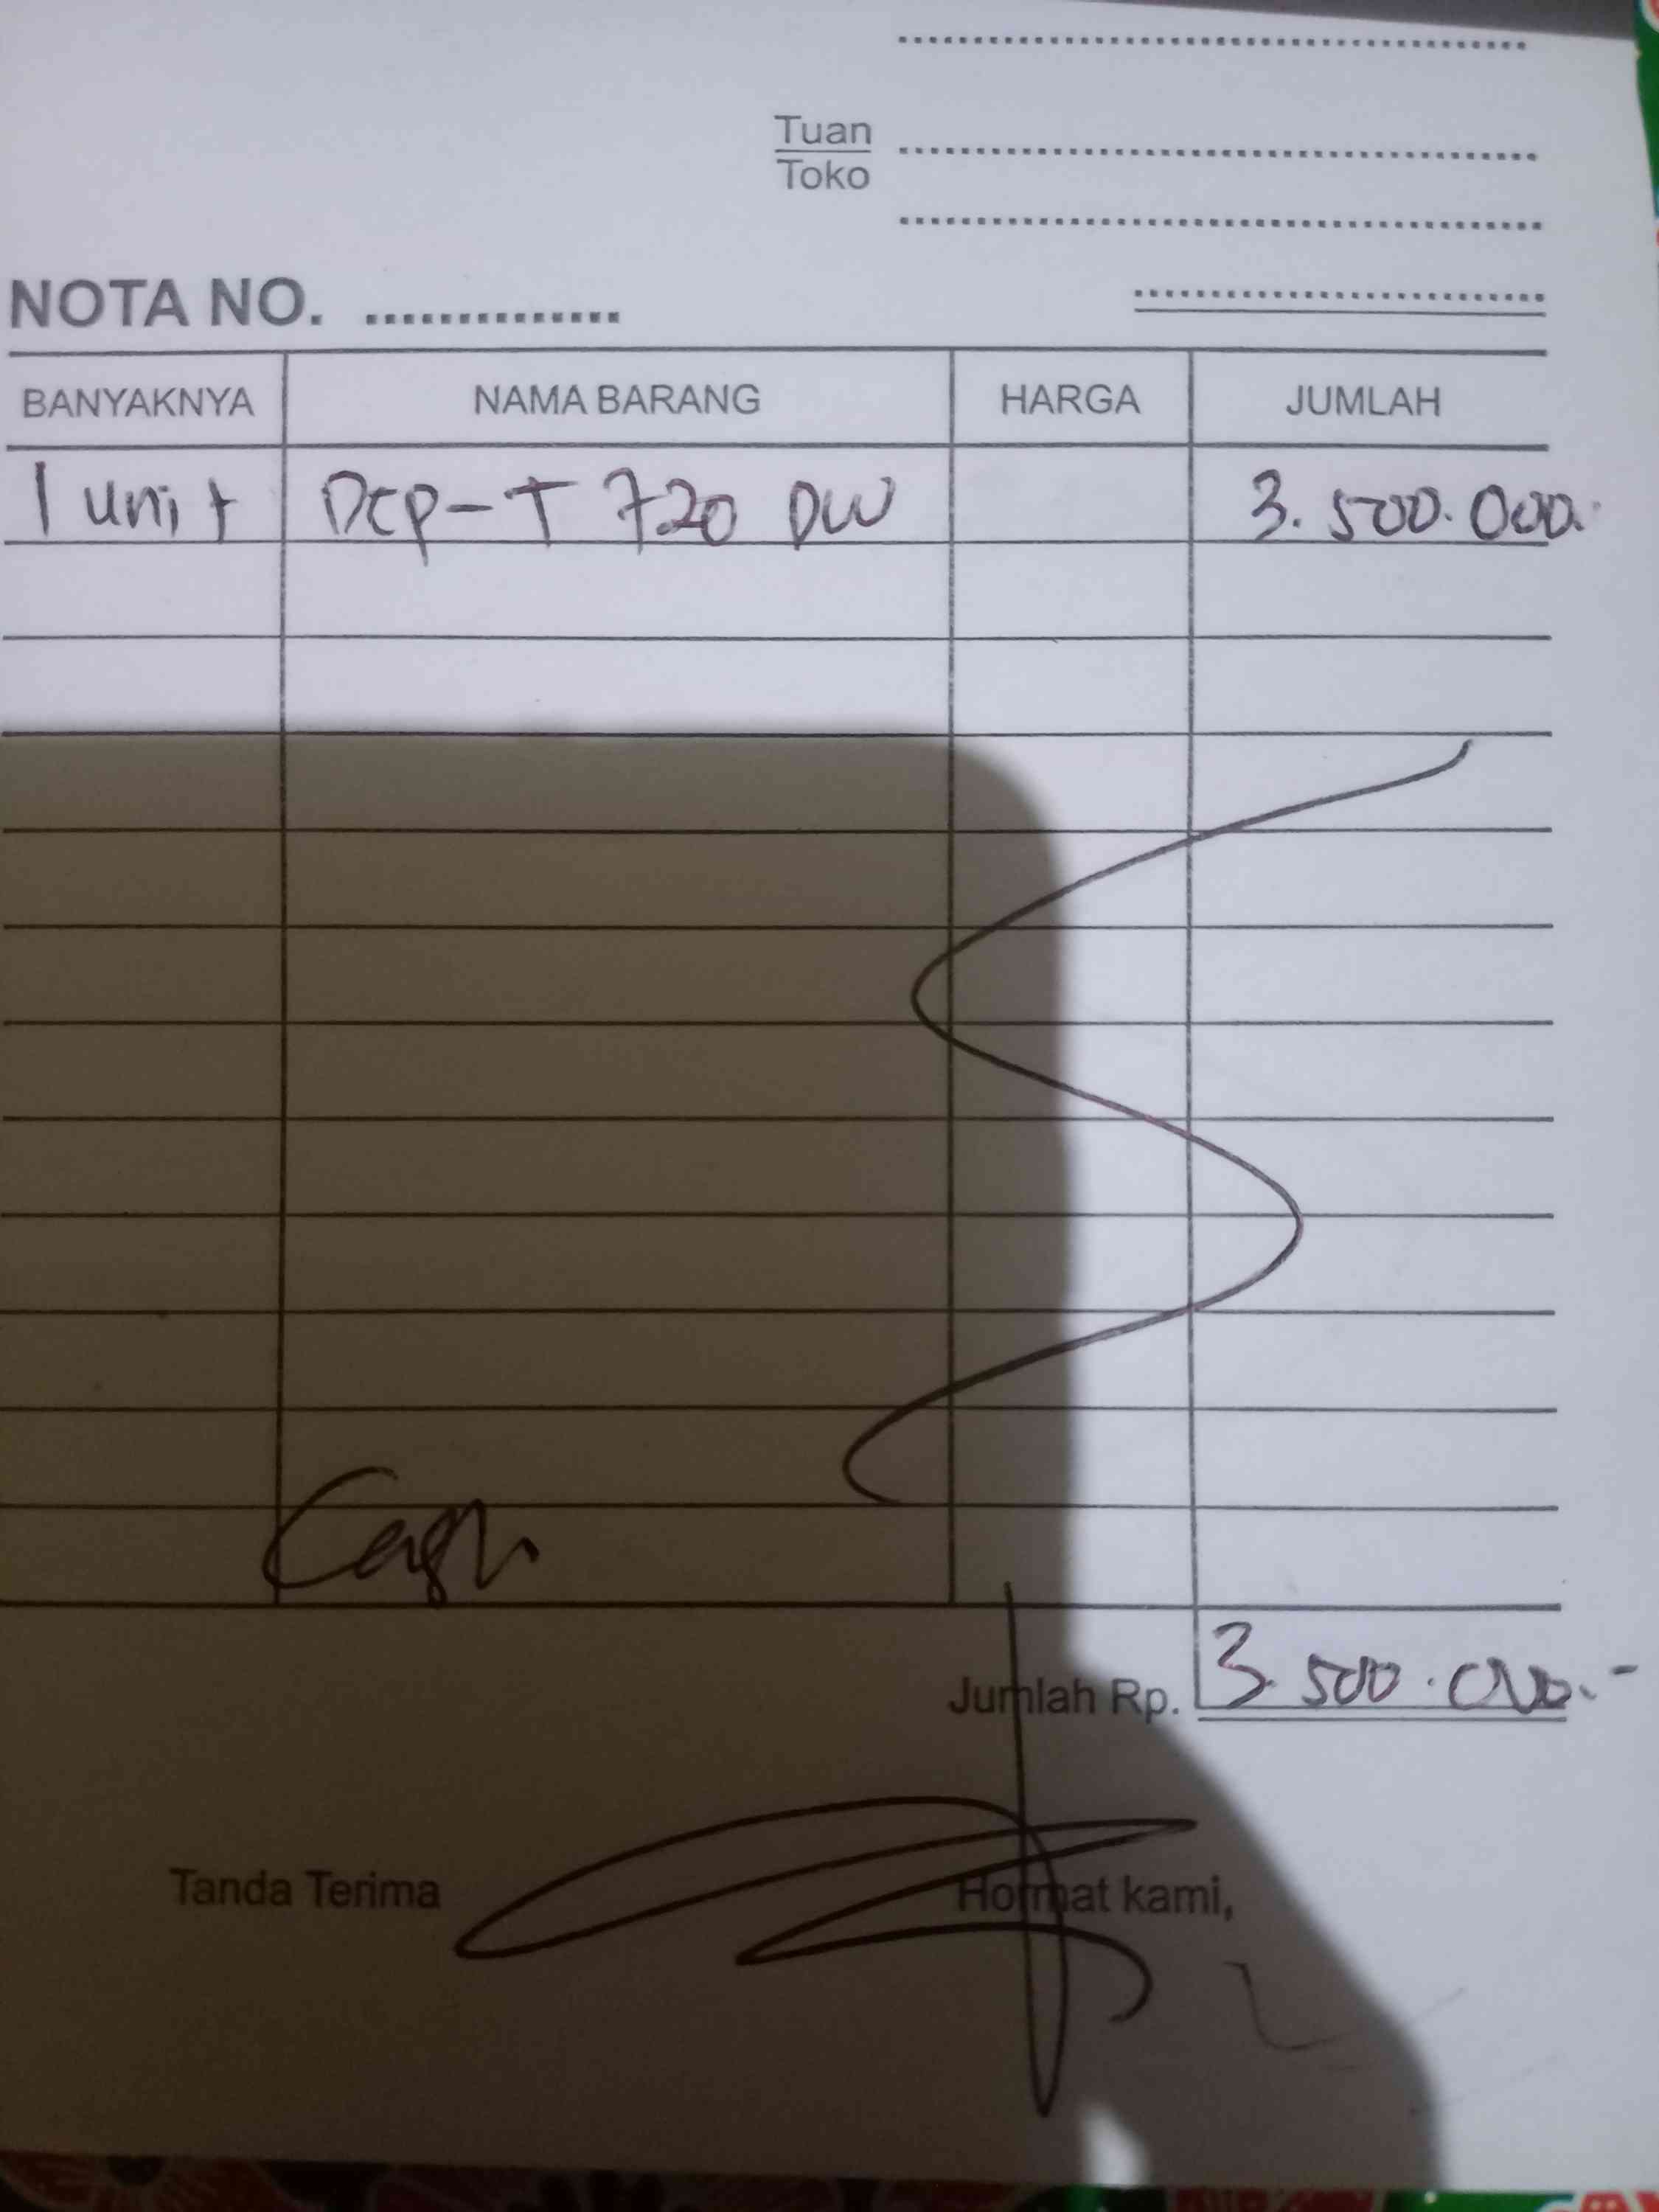 Tuan
Toko
NOTA NO. ..............
BANYAKNYA NAMA BARANG HARGA JUMLAH
1 unit DCP-T 720 DW 3.500.000.
Cash
Jumlah Rp. 3.500.000.-
Tanda Terima Hormat kami,